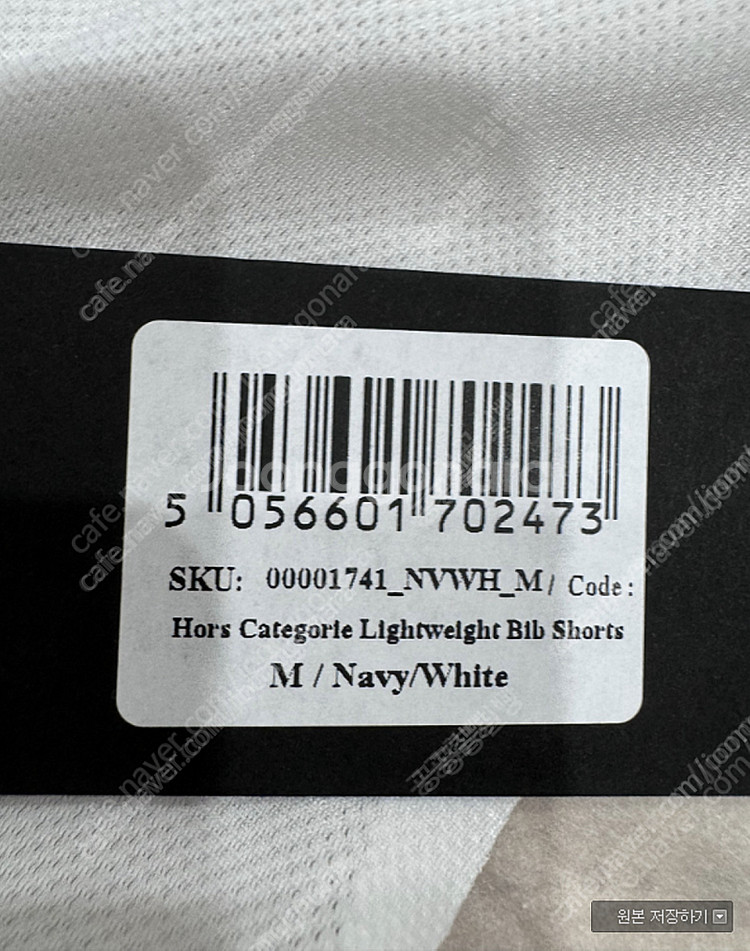 5 056601 702473
SKU: 00001741_NVWH_M / Code :
Hors Categorie Lightweight Bib Shorts
M / Navy/White
원본 저장하기